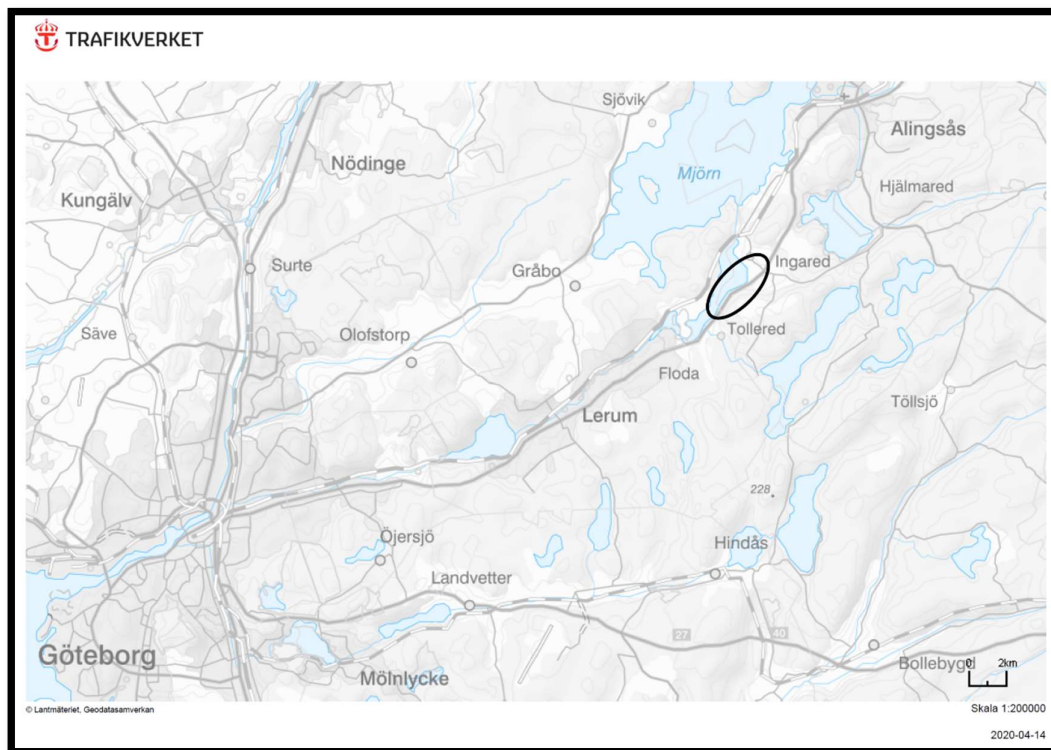 TRAFIKVERKET
Sjövik
Alingsås
Nödinge
Mjörn
Hjälmared
Kungälv
Surte
Gråbo
Ingared
Säve
Olofstorp
Tollered
Floda
Töllsjö
Lerum
228
Öjersjö
Hindås
Landvetter
27
40
Göteborg
Bollebygd
0 2km
Mölnlycke
© Lantmäteriet, Geodatasamverkan
Skala 1:200000
2020-04-14